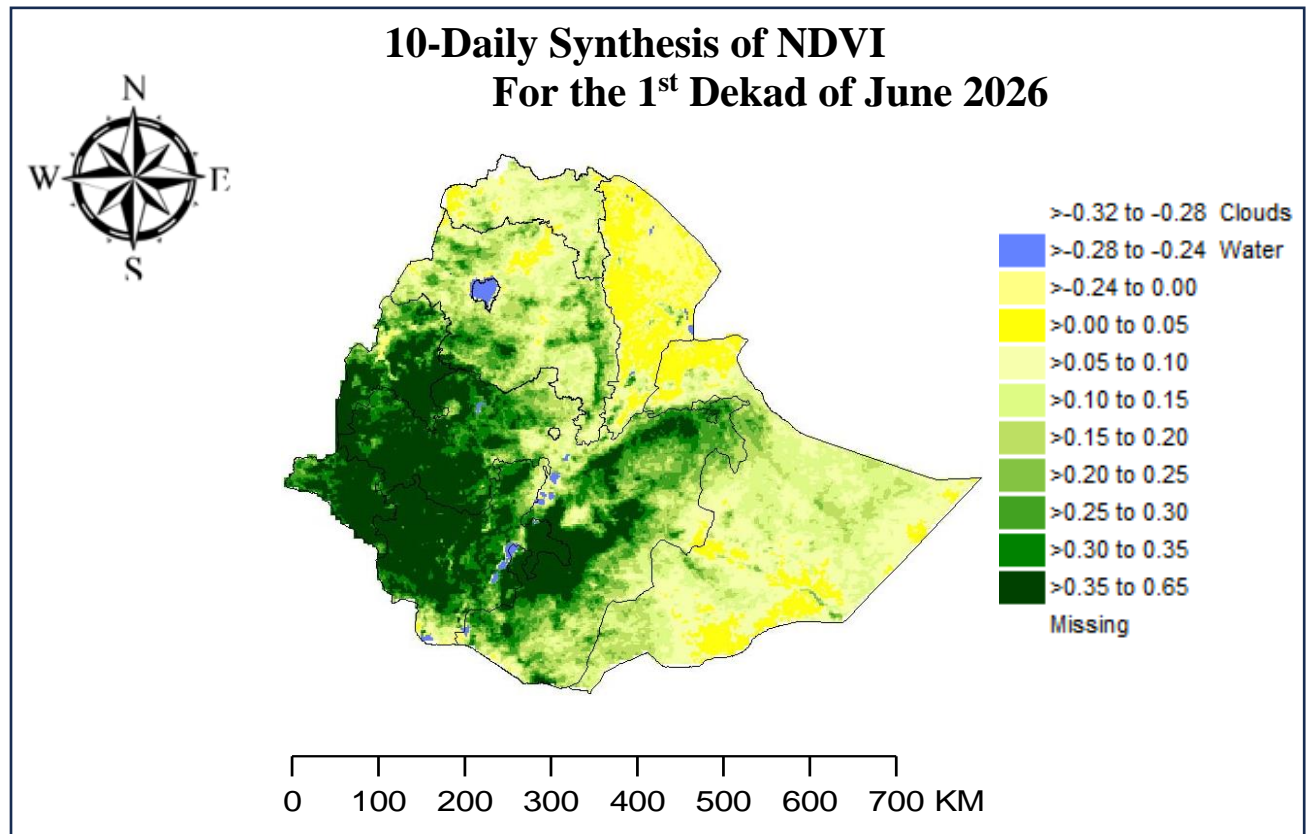 10-Daily Synthesis of NDVI
For the 1st Dekad of June 2026
N
W E
S
>-0.32 to -0.28 Clouds
>-0.28 to -0.24 Water
>-0.24 to 0.00
>0.00 to 0.05
>0.05 to 0.10
>0.10 to 0.15
>0.15 to 0.20
>0.20 to 0.25
>0.25 to 0.30
>0.30 to 0.35
>0.35 to 0.65
Missing
0 100 200 300 400 500 600 700 KM